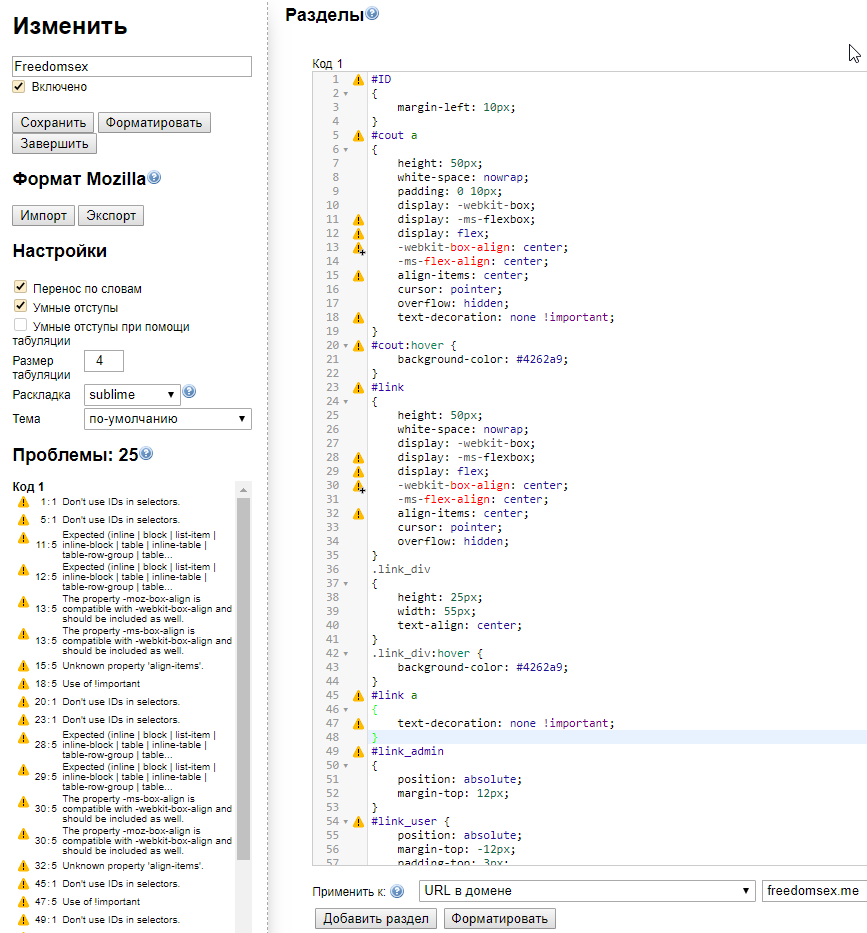 Изменить
Freedomsex
Включено
Сохранить Форматировать
Завершить
Формат Mozilla
Импорт Экспорт
Настройки
Перенос по словам
Умные отступы
Умные отступы при помощи
табуляции
Размер
табуляции
4
Раскладка sublime
Тема по-умолчанию
Проблемы: 25
Код 1
1:1 Don't use IDs in selectors.
5:1 Don't use IDs in selectors.
11:5 Expected (inline | block | list-item |
inline-block | table | inline-table |
table-row-group | table...
12:5 Expected (inline | block | list-item |
inline-block | table | inline-table |
table-row-group | table...
13:5 The property -moz-box-align is
compatible with -webkit-box-align and
should be included as well.
13:5 The property -ms-box-align is
compatible with -webkit-box-align and
should be included as well.
15:5 Unknown property 'align-items'.
18:5 Use of !important
20:1 Don't use IDs in selectors.
23:1 Don't use IDs in selectors.
28:5 Expected (inline | block | list-item |
inline-block | table | inline-table |
table-row-group | table...
29:5 Expected (inline | block | list-item |
inline-block | table | inline-table |
table-row-group | table...
30:5 The property -ms-box-align is
compatible with -webkit-box-align and
should be included as well.
30:5 The property -moz-box-align is
compatible with -webkit-box-align and
should be included as well.
32:5 Unknown property 'align-items'.
45:1 Don't use IDs in selectors.
47:5 Use of !important
49:1 Don't use IDs in selectors.
Разделы
Код 1
1 #ID
2 {
3 margin-left: 10px;
4 }
5 #cout a
6 {
7 height: 50px;
8 white-space: nowrap;
9 padding: 0 10px;
10 display: -webkit-box;
11 display: -ms-flexbox;
12 display: flex;
13 -webkit-box-align: center;
14 -ms-flex-align: center;
15 align-items: center;
16 cursor: pointer;
17 overflow: hidden;
18 text-decoration: none !important;
19 }
20 #cout:hover {
21 background-color: #4262a9;
22 }
23 #link
24 {
25 height: 50px;
26 white-space: nowrap;
27 display: -webkit-box;
28 display: -ms-flexbox;
29 display: flex;
30 -webkit-box-align: center;
31 -ms-flex-align: center;
32 align-items: center;
33 cursor: pointer;
34 overflow: hidden;
35 }
36 .link_div
37 {
38 height: 25px;
39 width: 55px;
40 text-align: center;
41 }
42 .link_div:hover {
43 background-color: #4262a9;
44 }
45 #link a
46 {
47 text-decoration: none !important;
48 }
49 #link_admin
50 {
51 position: absolute;
52 margin-top: 12px;
53 }
54 #link_user {
55 position: absolute;
56 margin-top: -12px;
57 padding-top: 3px;
Применить к: URL в домене freedomsex.me
Добавить раздел Форматировать